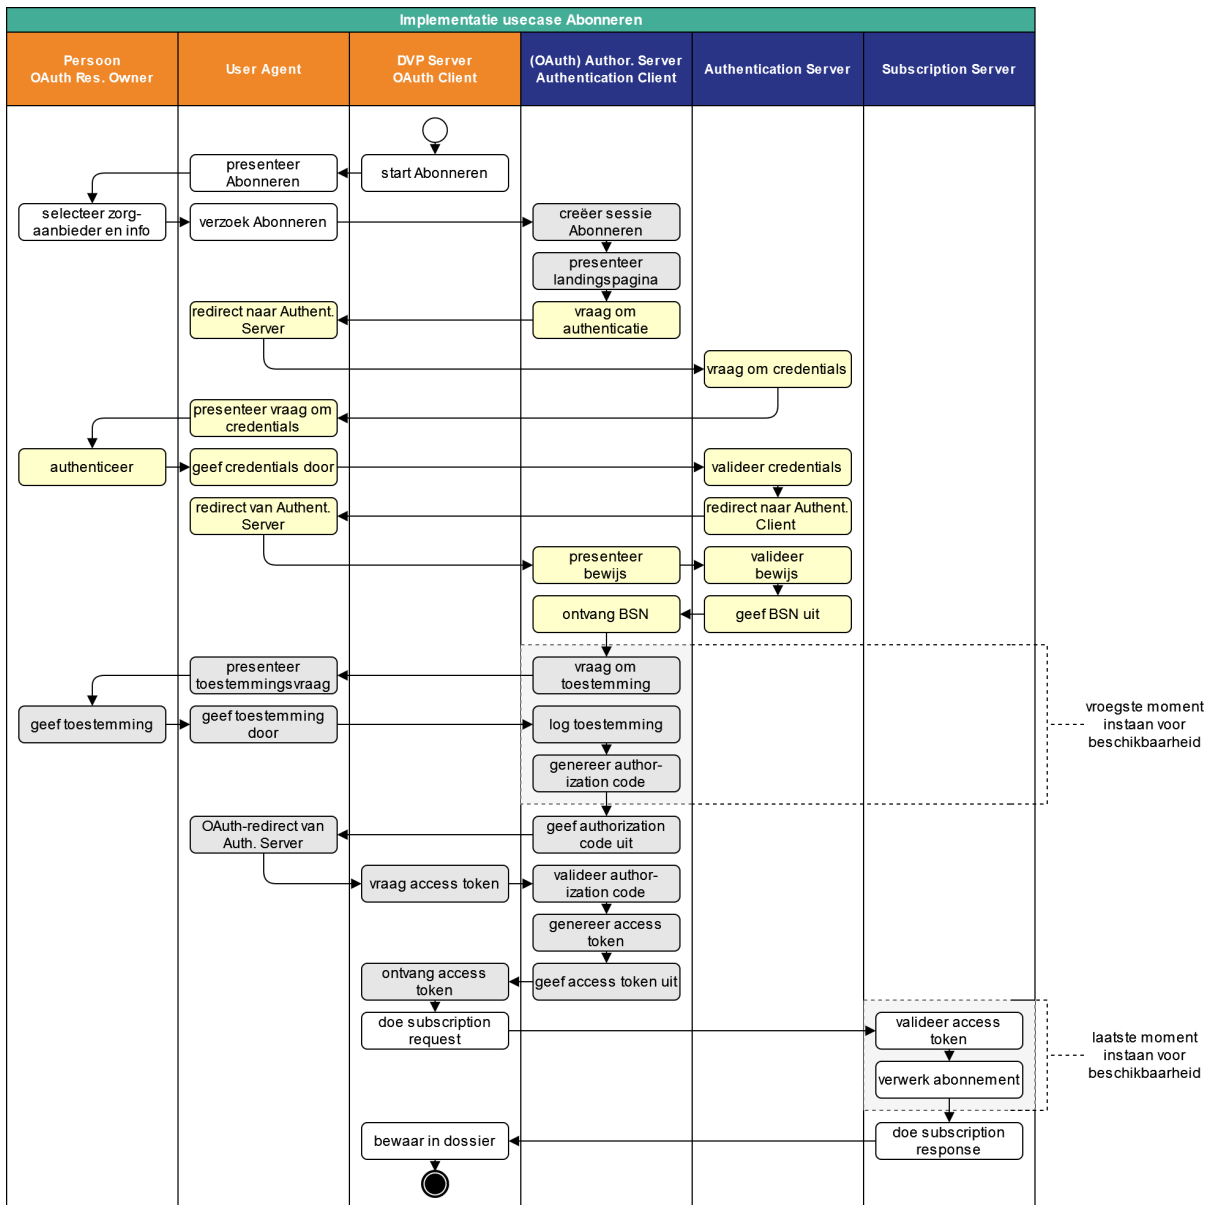 Implementatie usecase Abonneren
Persoon
OAuth Res. Owner
User Agent
DVP Server
OAuth Client
(OAuth) Author. Server
Authentication Client
Authentication Server
Subscription Server
presenteer
Abonneren
start Abonneren
selecteer zorg-
aanbieder en info
verzoek Abonneren
creëer sessie
Abonneren
presenteer
landingspagina
redirect naar Authent.
Server
vraag om
authenticatie
vraag om credentials
presenteer vraag om
credentials
authenticeer
geef credentials door
valideer credentials
redirect van Authent.
Server
redirect naar Authent.
Client
presenteer
bewijs
valideer
bewijs
ontvang BSN
geef BSN uit
presenteer
toestemmingsvraag
vraag om
toestemming
geef toestemming
geef toestemming
door
log toestemming
vroegste moment
instaan voor
beschikbaarheid
genereer author-
ization code
OAuth-redirect van
Auth. Server
geef authorization
code uit
vraag access token
valideer author-
ization code
genereer access
token
ontvang access
token
geef access token uit
doe subscription
request
valideer access
token
laatste moment
instaan voor
beschikbaarheid
verwerk abonnement
bewaar in dossier
doe subscription
response